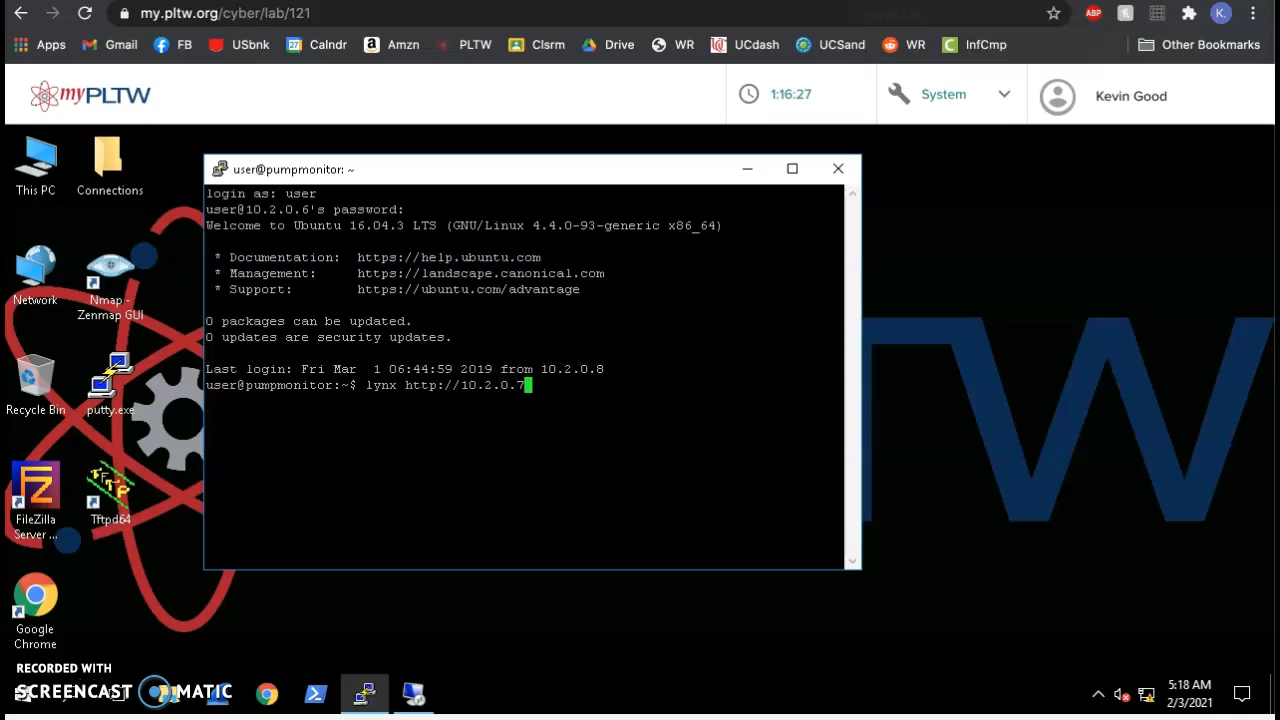 my.pltw.org/cyber/lab/121
ABP
K.
Apps Gmail FB USbnk Calndr Amzn PLTW Clsrm Drive WR UCdash UCSand WR InfCmp Other Bookmarks
myPLTW
1:16:27
System
Kevin Good
This PC
Connections
user@pumpmonitor: ~
login as: user
user@10.2.0.6's password:
Welcome to Ubuntu 16.04.3 LTS (GNU/Linux 4.4.0-93-generic x86_64)
* Documentation: https://help.ubuntu.com
* Management: https://landscape.canonical.com
* Support: https://ubuntu.com/advantage
0 packages can be updated.
0 updates are security updates.
Last login: Fri Mar 1 06:44:59 2019 from 10.2.0.8
user@pumpmonitor:~$ lynx http://10.2.0.7
Network
Nmap -
Zenmap GUI
Recycle Bin
putty.exe
FileZilla
Server ...
Tftpd64
Google
Chrome
TW
RECORDED WITH
SCREENCAST MATIC
5:18 AM
2/3/2021